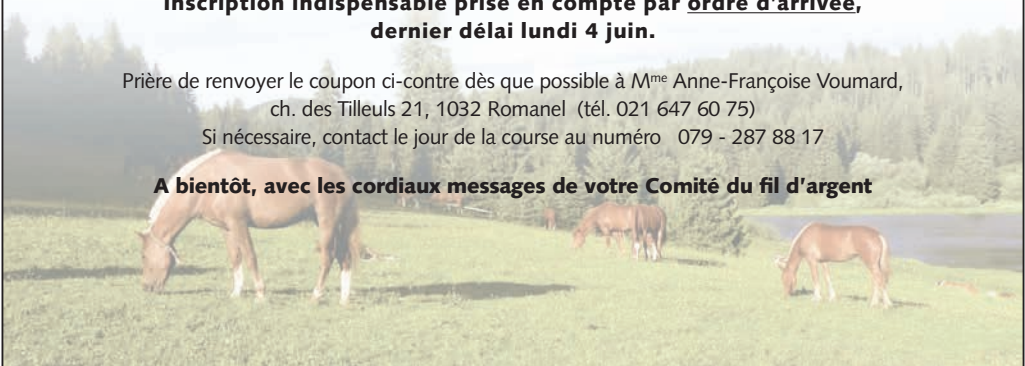 Inscription indispensable prise en compte par ordre d'arrivée,
dernier délai lundi 4 juin.
Prière de renvoyer le coupon ci-contre dès que possible à Mme Anne-Françoise Voumard,
ch. des Tilleuls 21, 1032 Romanel (tél. 021 647 60 75)
Si nécessaire, contact le jour de la course au numéro 079 - 287 88 17
A bientôt, avec les cordiaux messages de votre Comité du fil d'argent